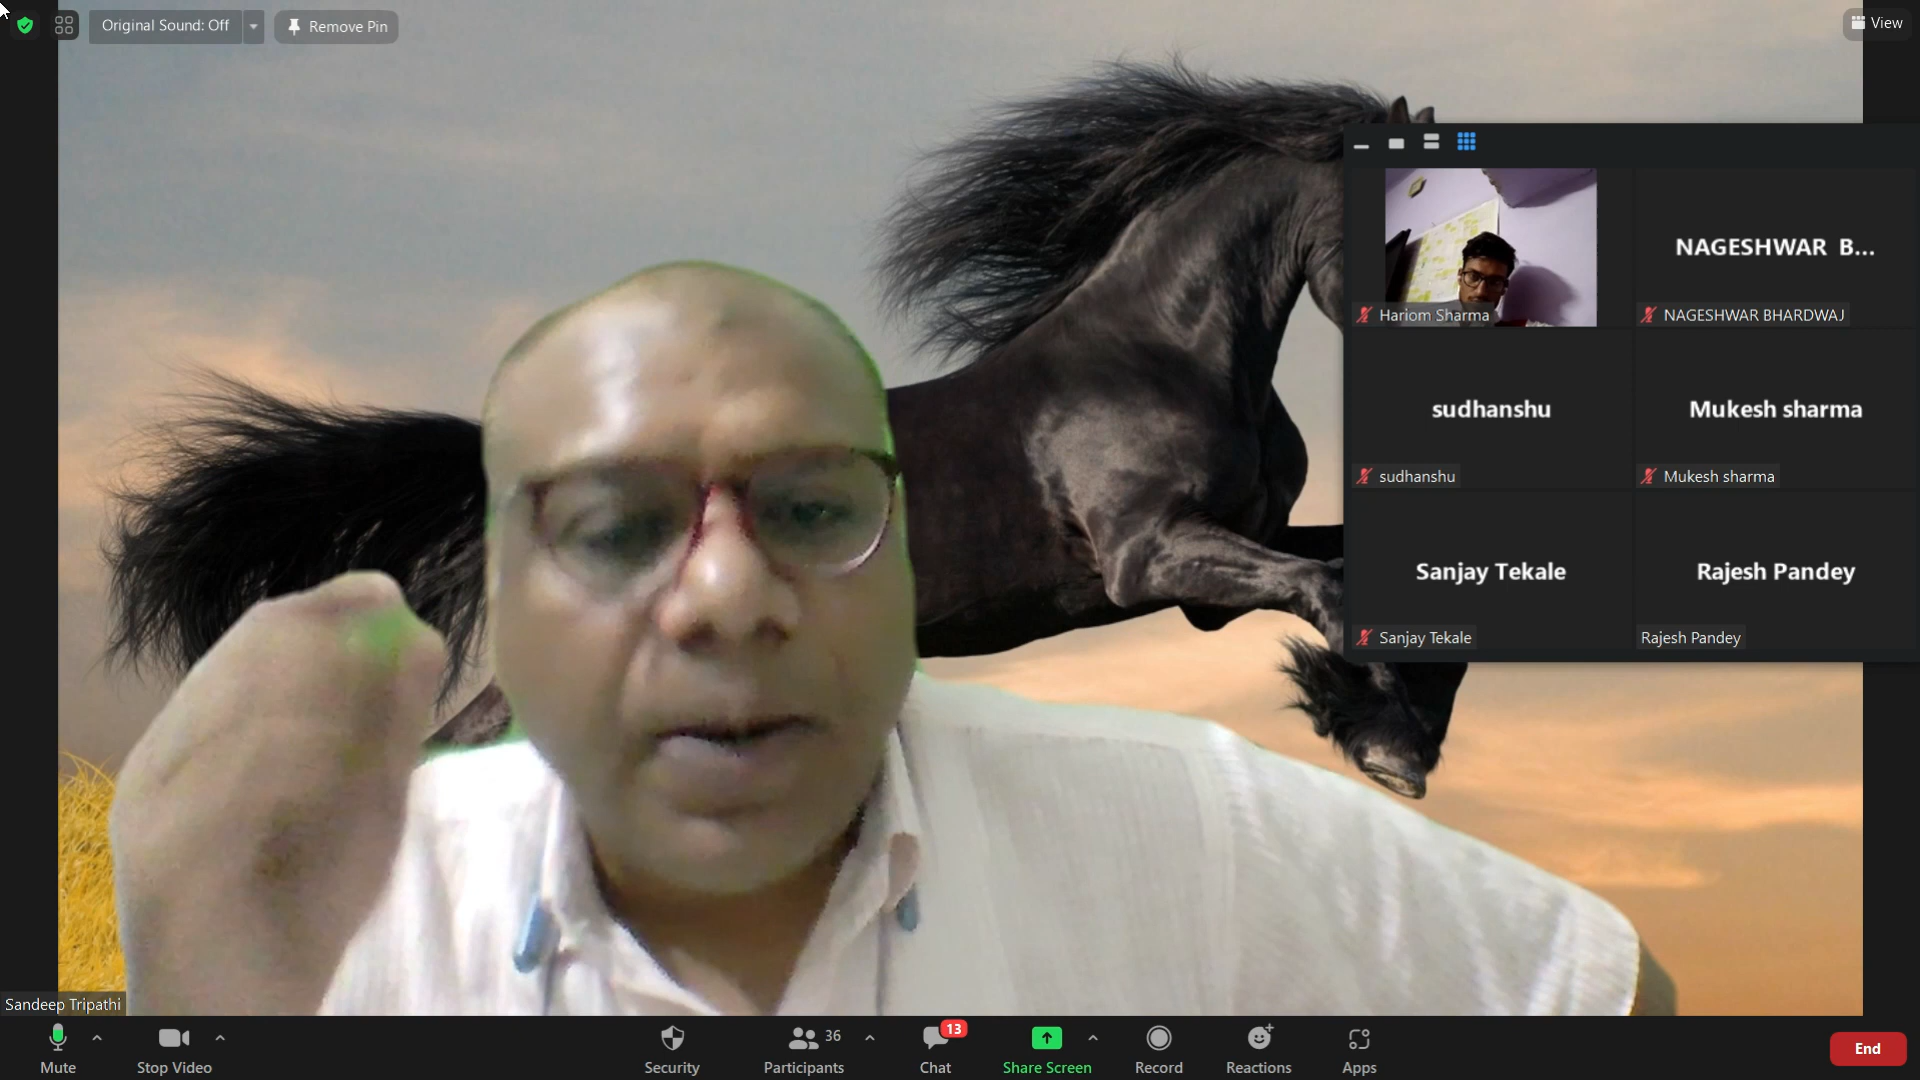 Original Sound: Off
Remove Pin
View
NAGESHWAR B...
Hariom Sharma
NAGESHWAR BHARDWAJ
sudhanshu
Mukesh sharma
sudhanshu
Mukesh sharma
Sanjay Tekale
Rajesh Pandey
Sanjay Tekale
Rajesh Pandey
Sandeep Tripathi
36
13
Mute
Stop Video
Security
Participants
Chat
Share Screen
Record
Reactions
Apps
End